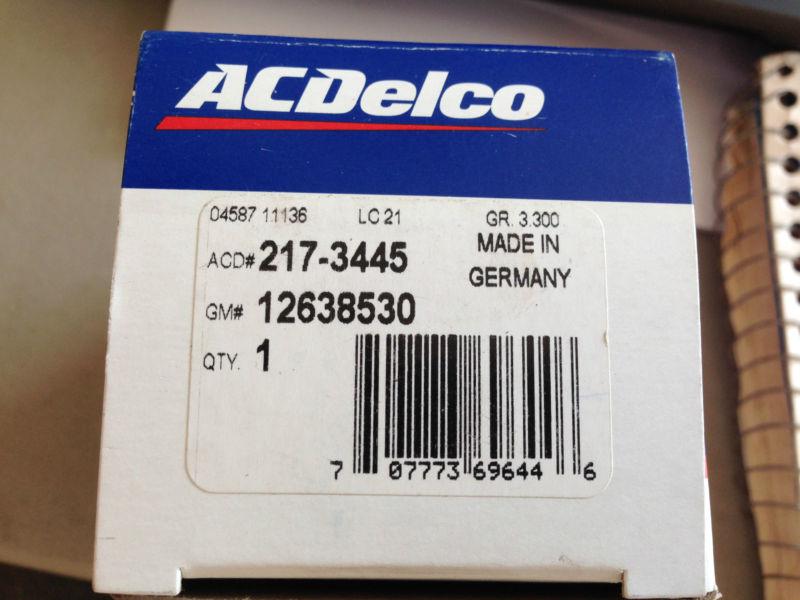 ACDelco
04587 11136 LC 21 GR. 3.300
ACD# 217-3445 MADE IN
GERMANY
GM# 12638530
QTY. 1
7 07773 69644 6